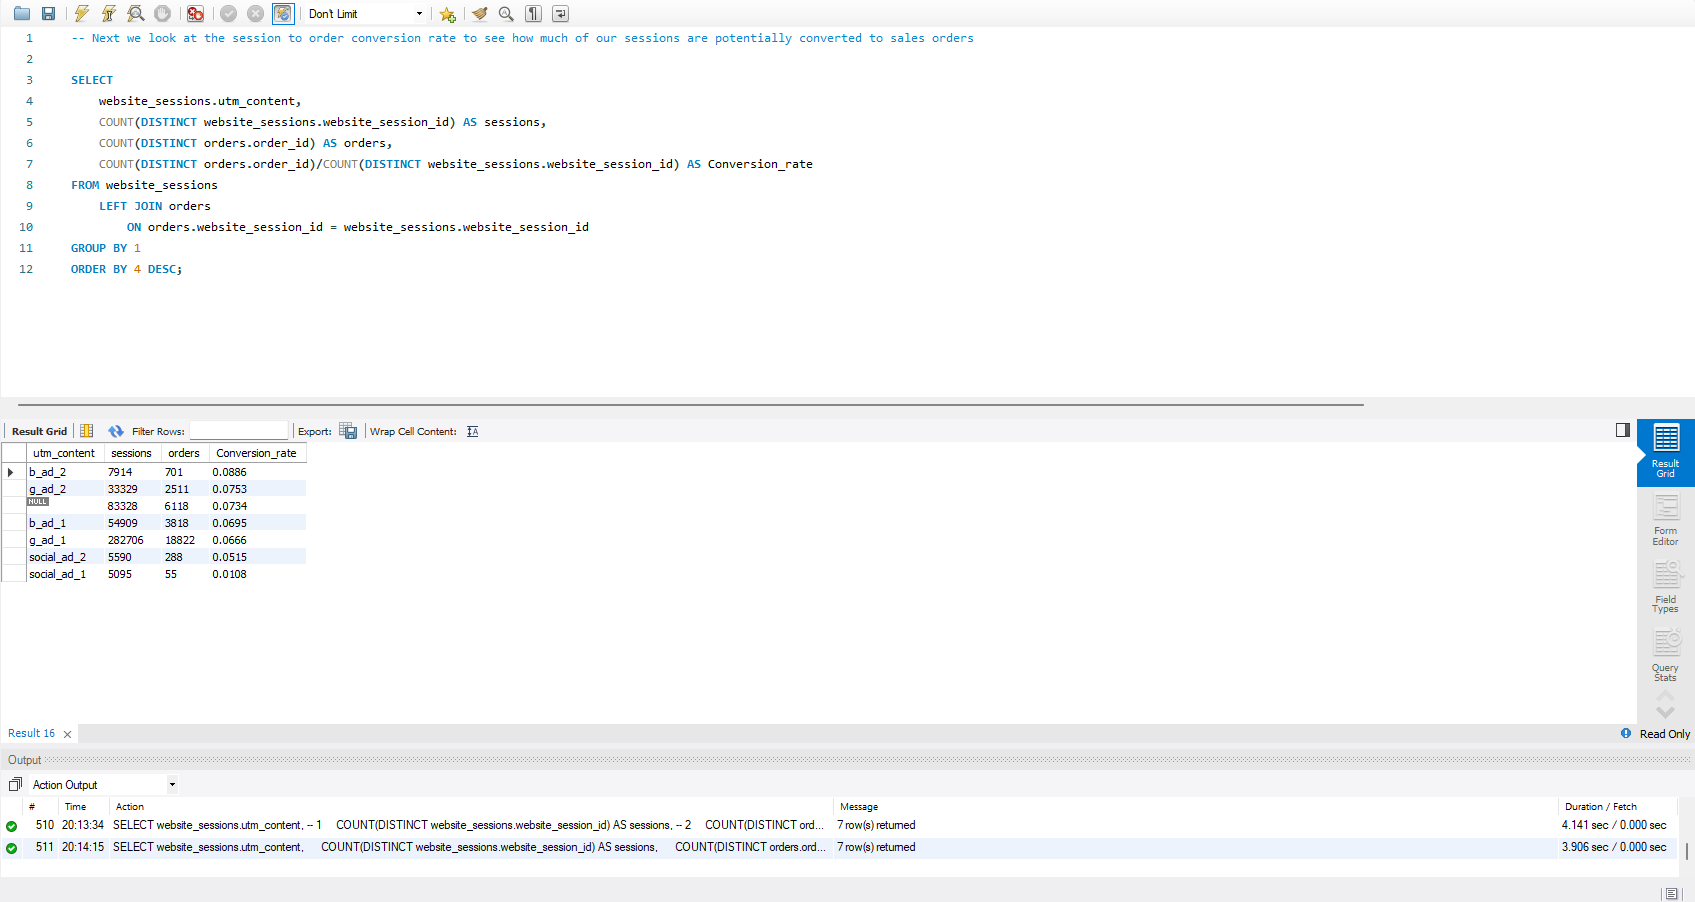 Don't Limit
1 -- Next we look at the session to order conversion rate to see how much of our sessions are potentially converted to sales orders
2
3 SELECT
4 website_sessions.utm_content,
5 COUNT(DISTINCT website_sessions.website_session_id) AS sessions,
6 COUNT(DISTINCT orders.order_id) AS orders,
7 COUNT(DISTINCT orders.order_id)/COUNT(DISTINCT website_sessions.website_session_id) AS Conversion_rate
8 FROM website_sessions
9 LEFT JOIN orders
10 ON orders.website_session_id = website_sessions.website_session_id
11 GROUP BY 1
12 ORDER BY 4 DESC;
Result Grid Filter Rows: Export: Wrap Cell Content:
utm_content sessions orders Conversion_rate
b_ad_2 7914 701 0.0886
g_ad_2 33329 2511 0.0753
NULL 83328 6118 0.0734
b_ad_1 54909 3818 0.0695
g_ad_1 282706 18822 0.0666
social_ad_2 5590 288 0.0515
social_ad_1 5095 55 0.0108
Result
Grid
Form
Editor
Field
Types
Query
Stats
Result 16
Read Only
Output
Action Output
# Time Action Message Duration / Fetch
510 20:13:34 SELECT website_sessions.utm_content, -- 1 COUNT(DISTINCT website_sessions.website_session_id) AS sessions, -- 2 COUNT(DISTINCT ord... 7 row(s) returned 4.141 sec / 0.000 sec
511 20:14:15 SELECT website_sessions.utm_content, COUNT(DISTINCT website_sessions.website_session_id) AS sessions, COUNT(DISTINCT orders.ord... 7 row(s) returned 3.906 sec / 0.000 sec